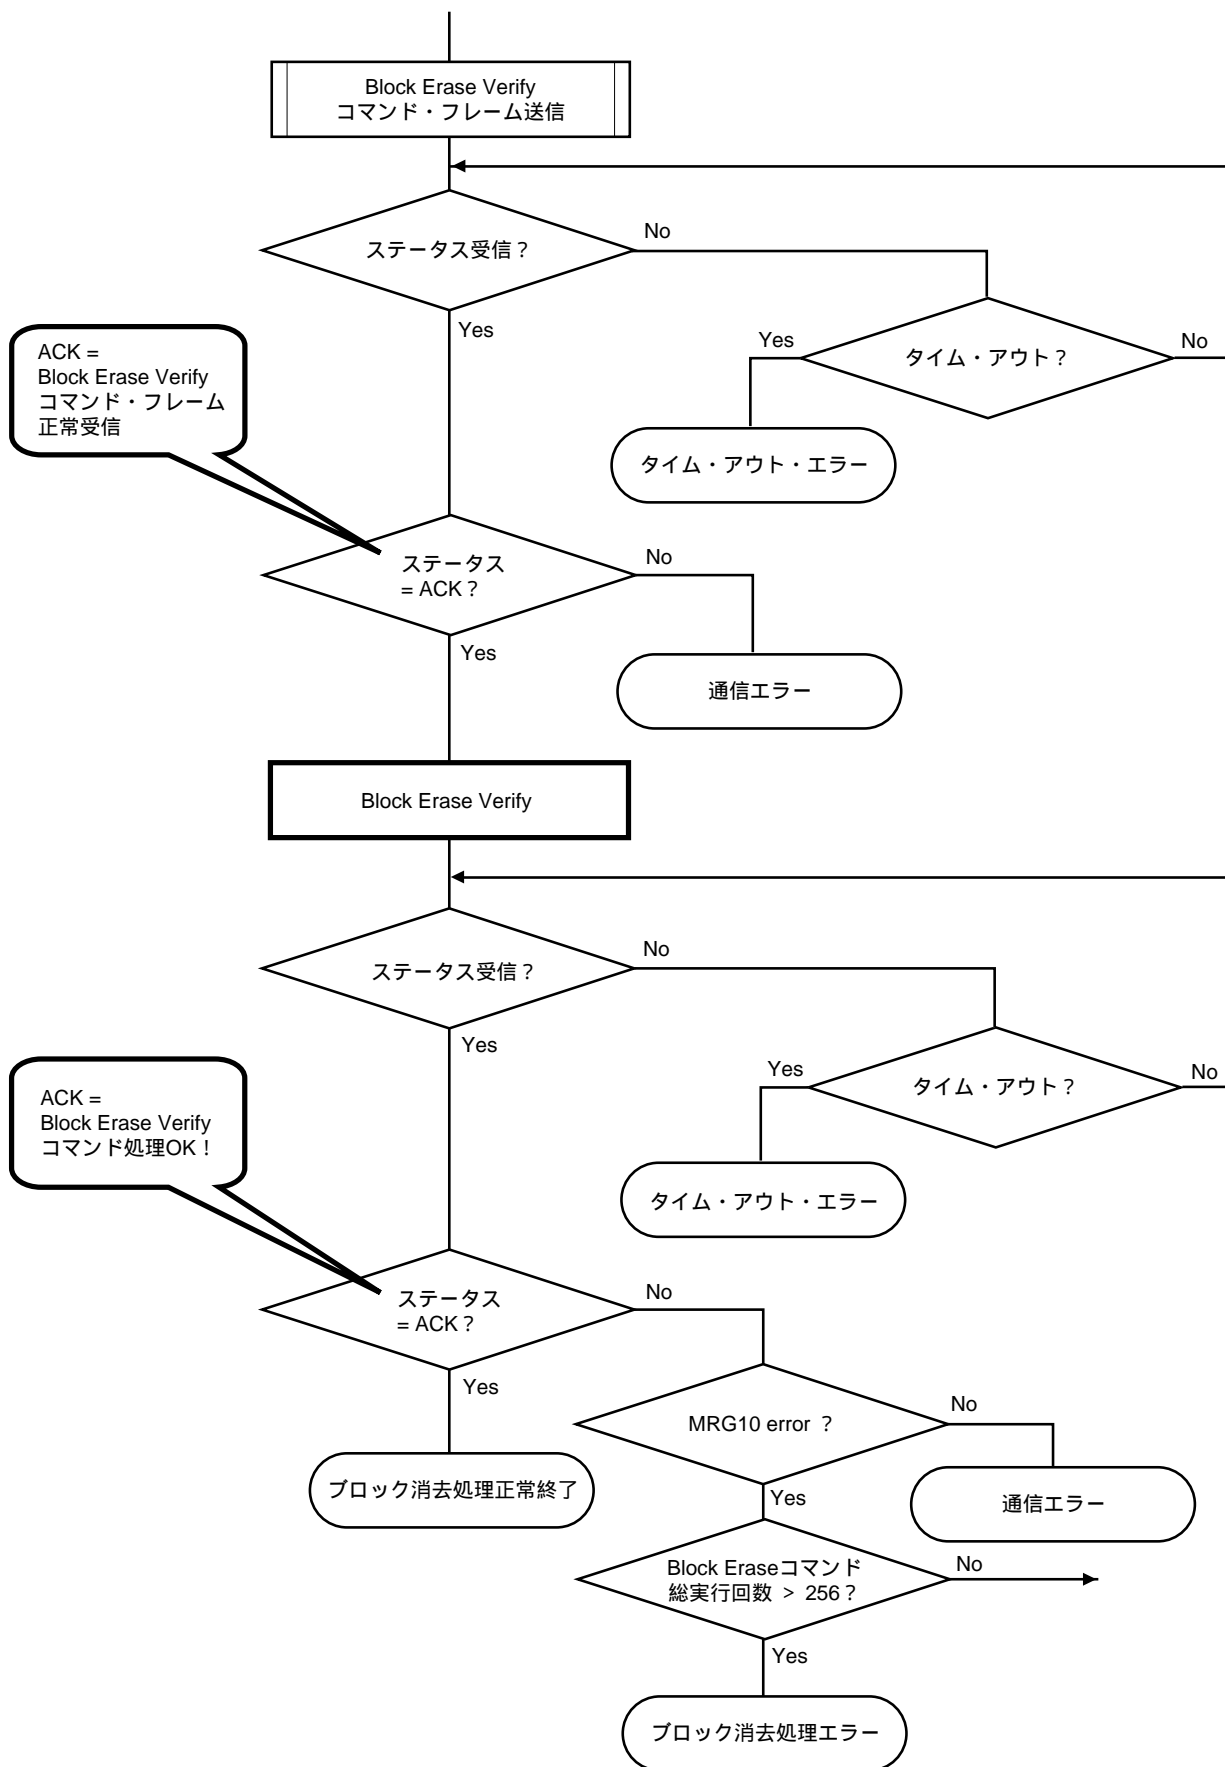 Block Erase Verify
コマンド・フレーム送信
ステータス受信？
No
Yes
タイム・アウト？
Yes
No
タイム・アウト・エラー
ACK =
Block Erase Verify
コマンド・フレーム
正常受信
ステータス
= ACK？
No
Yes
通信エラー
Block Erase Verify
ステータス受信？
No
Yes
タイム・アウト？
Yes
No
タイム・アウト・エラー
ACK =
Block Erase Verify
コマンド処理OK！
ステータス
= ACK？
No
Yes
ブロック消去処理正常終了
MRG10 error ？
No
Yes
通信エラー
Block Eraseコマンド
総実行回数 > 256？
No
Yes
ブロック消去処理エラー